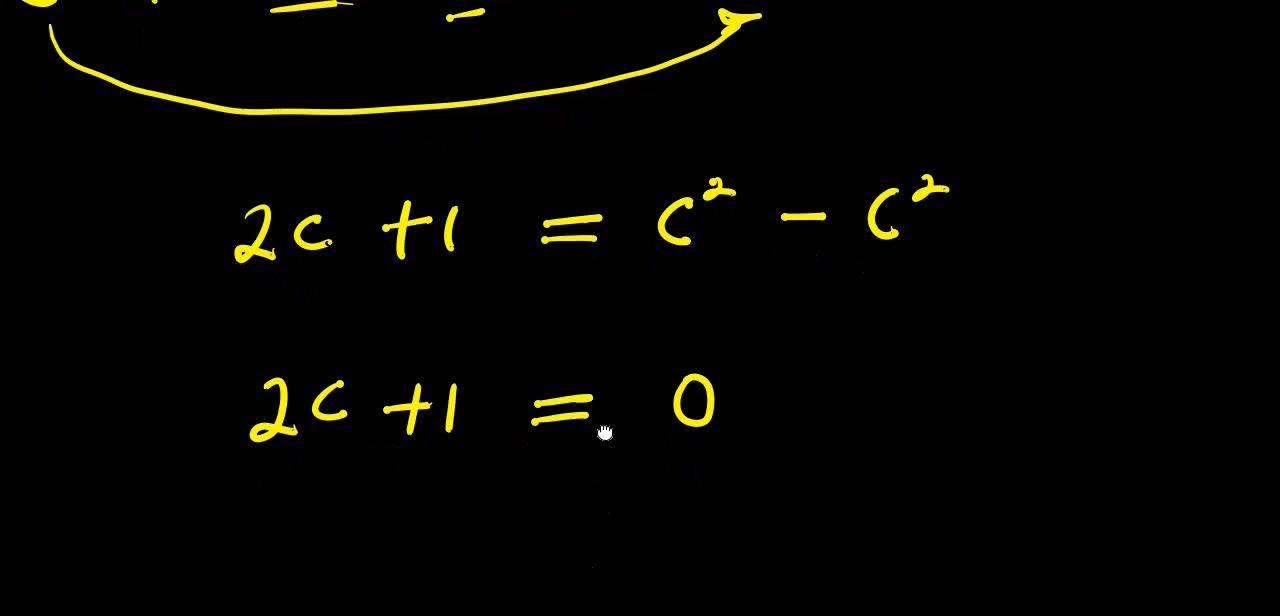 2c + 1 = c² - c²
2c + 1 = 0